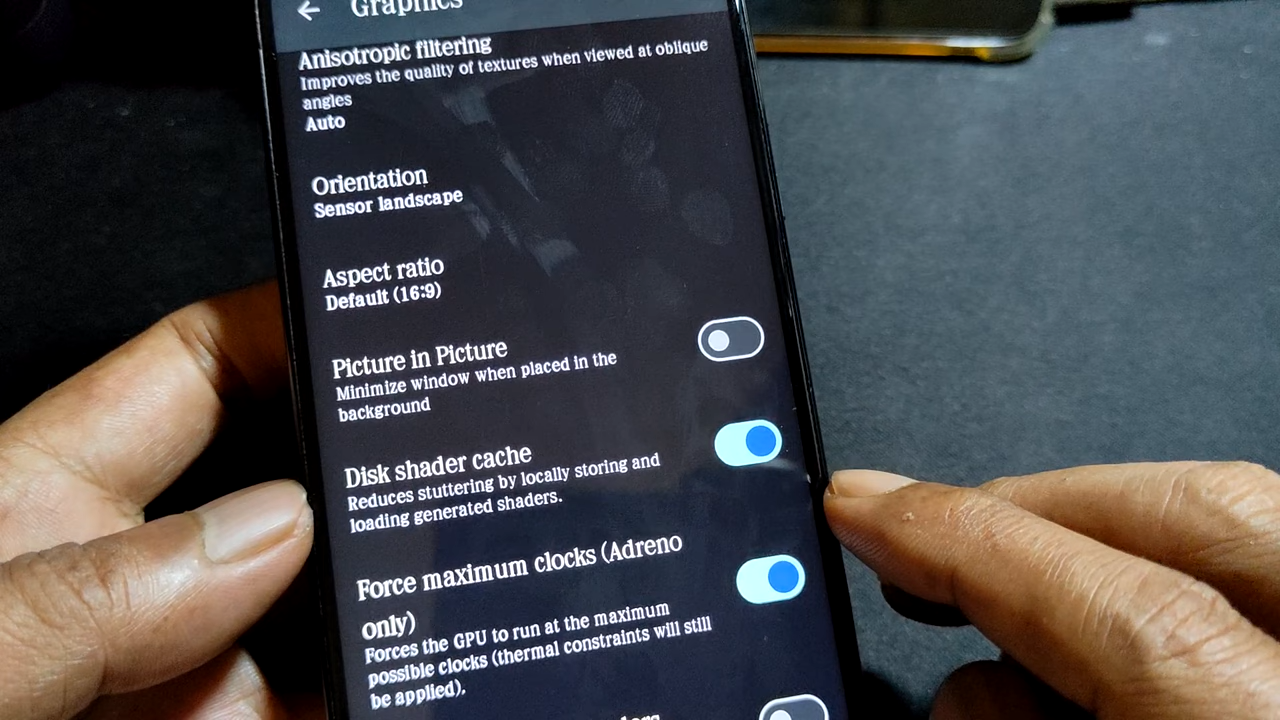 Graphics
Anisotropic filtering
Improves the quality of textures when viewed at oblique
angles
Auto
Orientation
Sensor landscape
Aspect ratio
Default (16:9)
Picture in Picture
Minimize window when placed in the
background
Disk shader cache
Reduces stuttering by locally storing and
loading generated shaders.
Force maximum clocks (Adreno
only)
Forces the GPU to run at the maximum
possible clocks (thermal constraints will still
be applied).